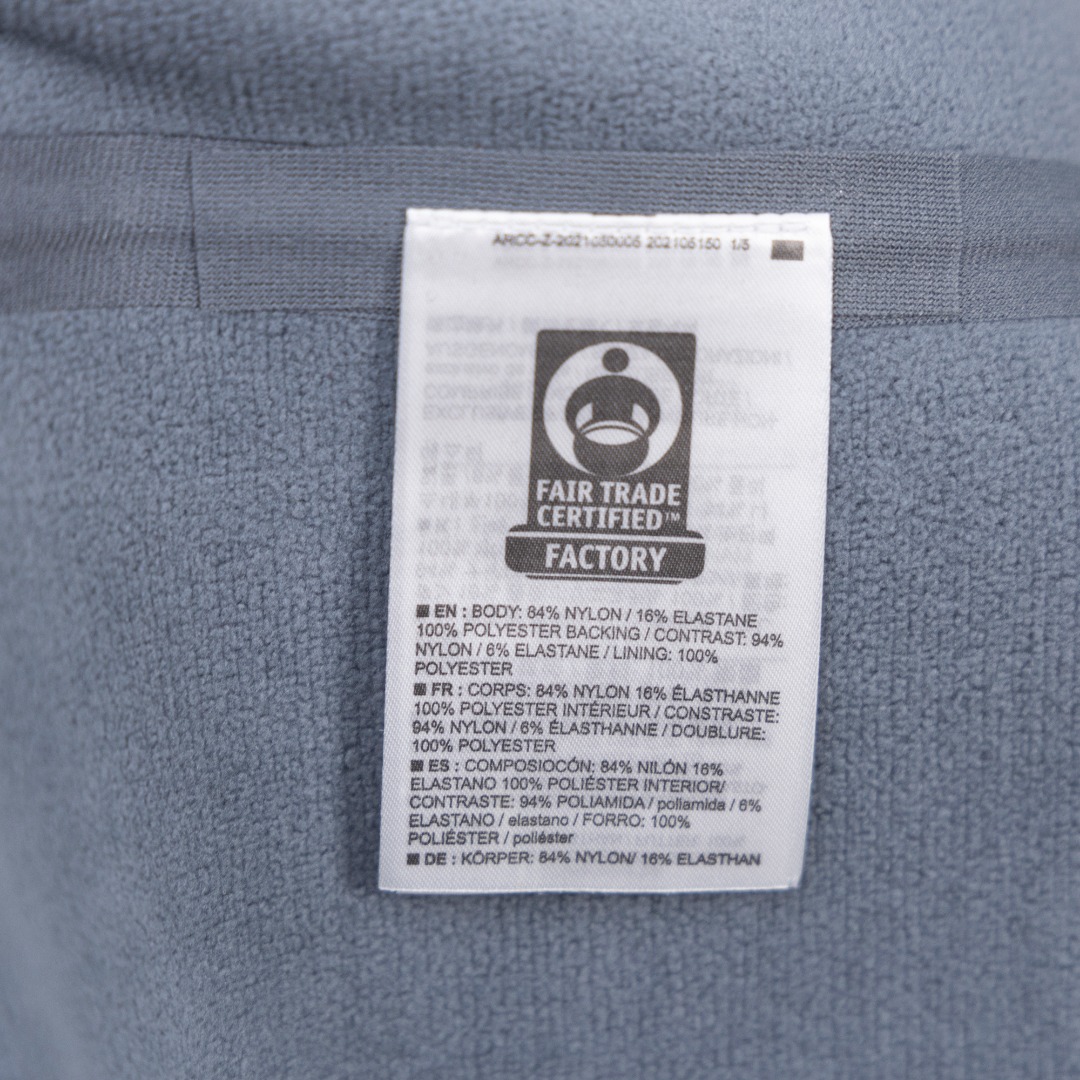 ARCC-Z-2021030005 202105150 1/5
FAIR TRADE
CERTIFIED™
FACTORY
EN : BODY: 84% NYLON / 16% ELASTANE
100% POLYESTER BACKING / CONTRAST: 94%
NYLON / 6% ELASTANE / LINING: 100%
POLYESTER
FR : CORPS: 84% NYLON 16% ÉLASTHANNE
100% POLYESTER INTÉRIEUR / CONSTRASTE:
94% NYLON / 6% ÉLASTHANNE / DOUBLURE:
100% POLYESTER
ES : COMPOSIOCÓN: 84% NILÓN 16%
ELASTANO 100% POLIÉSTER INTERIOR/
CONTRASTE: 94% POLIAMIDA / poliamida / 6%
ELASTANO / elastano / FORRO: 100%
POLIÉSTER / poliéster
DE : KÖRPER: 84% NYLON/ 16% ELASTHAN